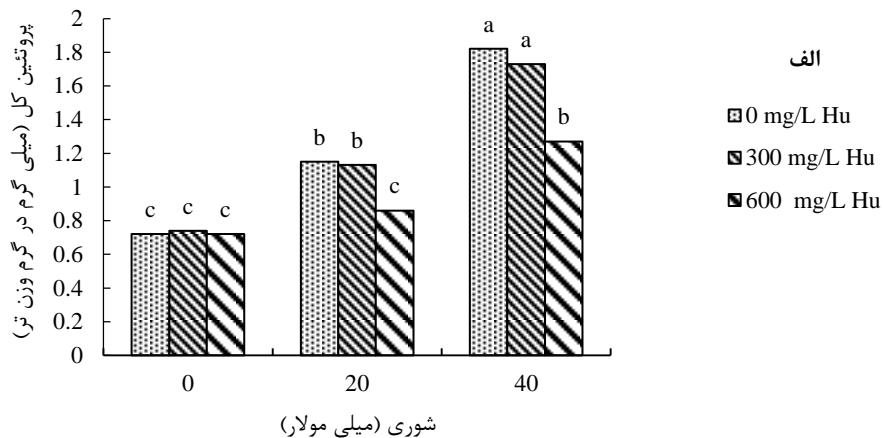 پروتئین کل (میلی گرم در گرم وزن تر)
2
1.8
1.6
1.4
1.2
1
0.8
0.6
0.4
0.2
0
c c c
b b c
a a b
0 20 40
شوری (میلی مولار)
الف
0 mg/L Hu
300 mg/L Hu
600 mg/L Hu